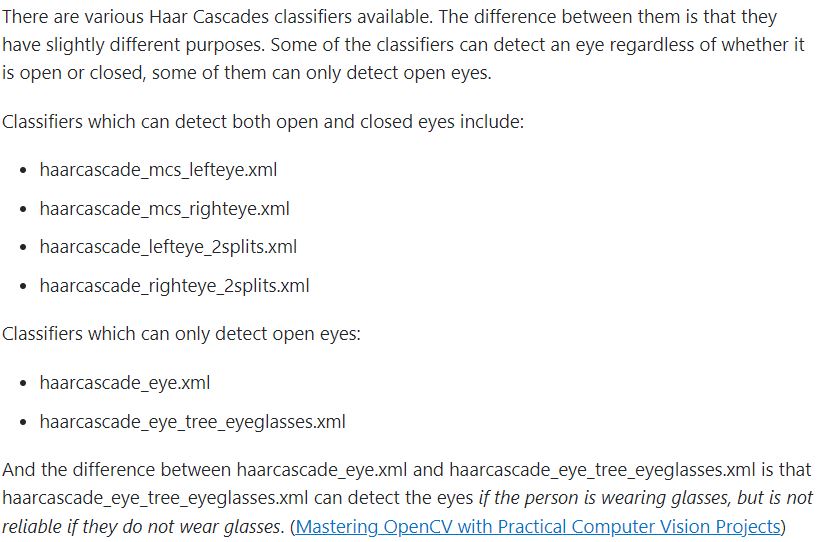 There are various Haar Cascades classifiers available. The difference between them is that they
have slightly different purposes. Some of the classifiers can detect an eye regardless of whether it
is open or closed, some of them can only detect open eyes.
Classifiers which can detect both open and closed eyes include:
• haarcascade_mcs_lefteye.xml
• haarcascade_mcs_righteye.xml
• haarcascade_lefteye_2splits.xml
• haarcascade_righteye_2splits.xml
Classifiers which can only detect open eyes:
• haarcascade_eye.xml
• haarcascade_eye_tree_eyeglasses.xml
And the difference between haarcascade_eye.xml and haarcascade_eye_tree_eyeglasses.xml is that
haarcascade_eye_tree_eyeglasses.xml can detect the eyes if the person is wearing glasses, but is not
reliable if they do not wear glasses. (Mastering OpenCV with Practical Computer Vision Projects)